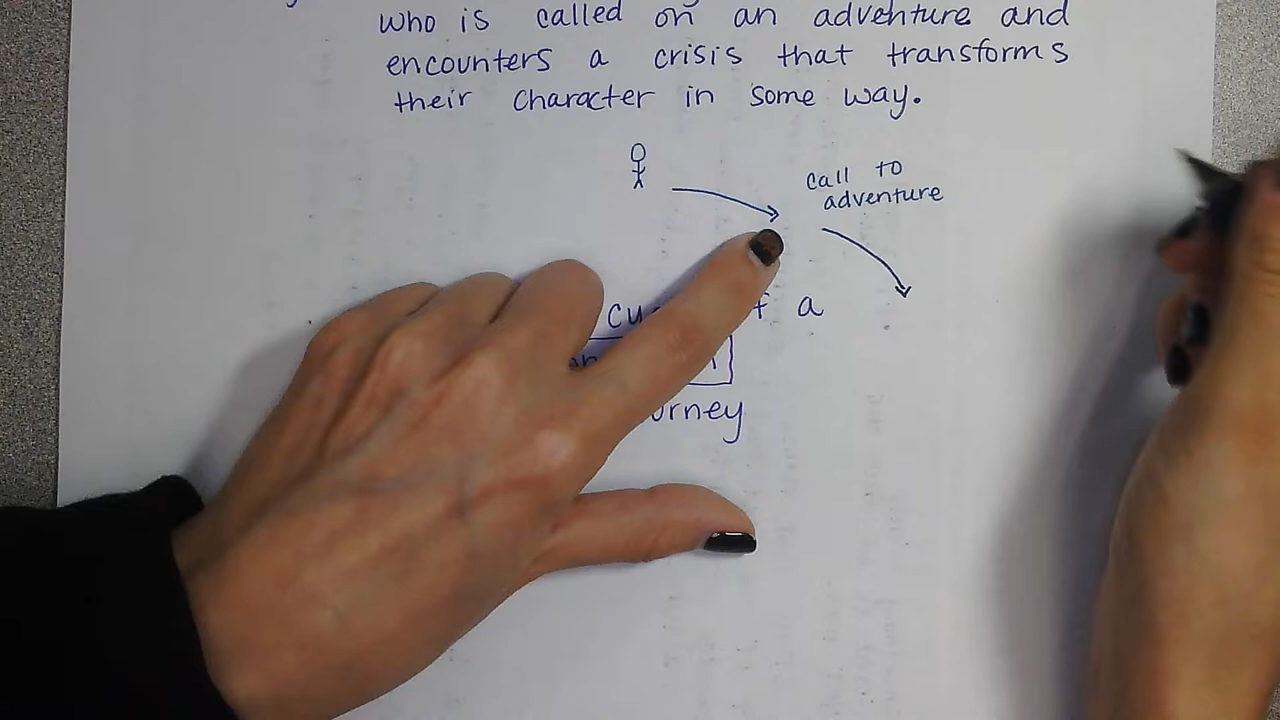 who is called on an adventure and
encounters a crisis that transforms
their character in some way.
call to
adventure
a